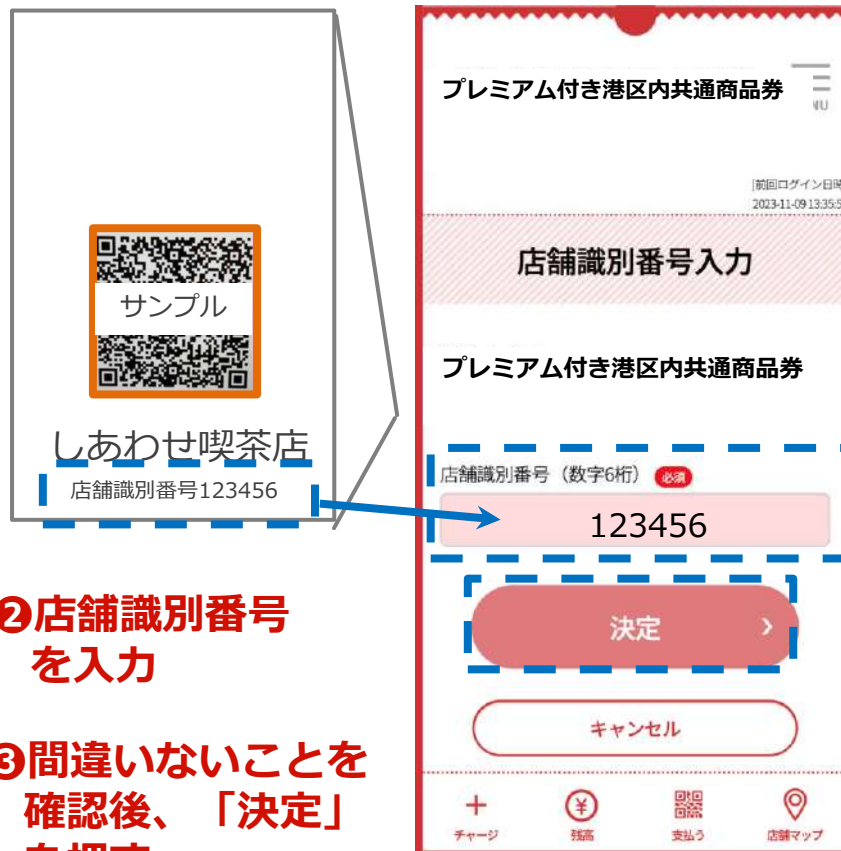 サンプル
しあわせ喫茶店
店舗識別番号123456
❷店舗識別番号
を入力
❸間違いないことを
確認後、「決定」
を押す
プレミアム付き港区内共通商品券
NU
[前回ログイン日時
2023-11-09 13:35:5
店舗識別番号入力
プレミアム付き港区内共通商品券
店舗識別番号（数字6桁） 必須
123456
決定 ›
キャンセル
チャージ 残高 支払う 店舗マップ